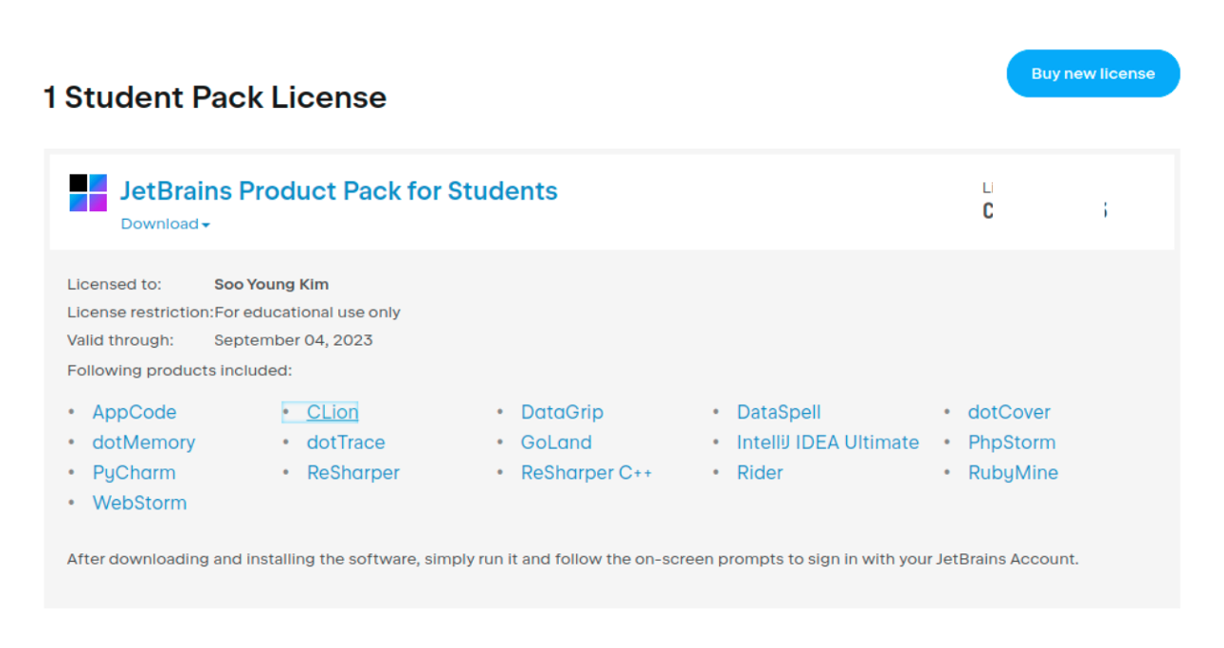 Buy new license
1 Student Pack License
JetBrains Product Pack for Students
Download
Licensed to: Soo Young Kim
License restriction:For educational use only
Valid through: September 04, 2023
Following products included:
• AppCode • CLion • DataGrip • DataSpell • dotCover
• dotMemory • dotTrace • GoLand • IntelliJ IDEA Ultimate • PhpStorm
• PyCharm • ReSharper • ReSharper C++ • Rider • RubyMine
• WebStorm
After downloading and installing the software, simply run it and follow the on-screen prompts to sign in with your JetBrains Account.